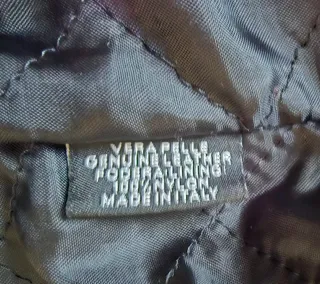 VERA PELLE
GENUINE LEATHER
FODERA LINING
100% NYLON
MADE IN ITALY